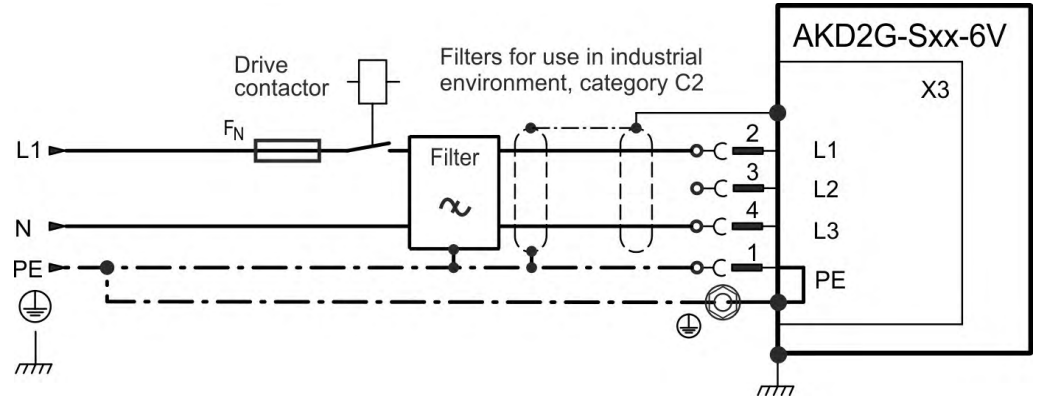 AKD2G-Sxx-6V
X3
Drive
contactor
Filters for use in industrial
environment, category C2
FN
L1
Filter
2
L1
3
L2
N
4
L3
PE
1
PE